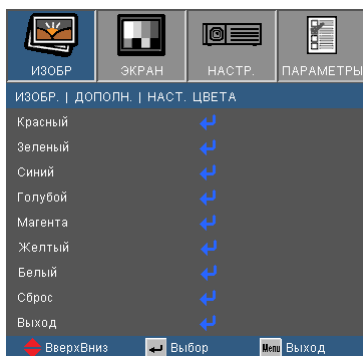 ИЗОБР ЭКРАН НАСТР. ПАРАМЕТРЫ
ИЗОБР. | ДОПОЛН. | НАСТ. ЦВЕТА
Красный
Зеленый
Синий
Голубой
Магента
Желтый
Белый
Сброс
Выход
ВверхВниз Выбор Menu Выход